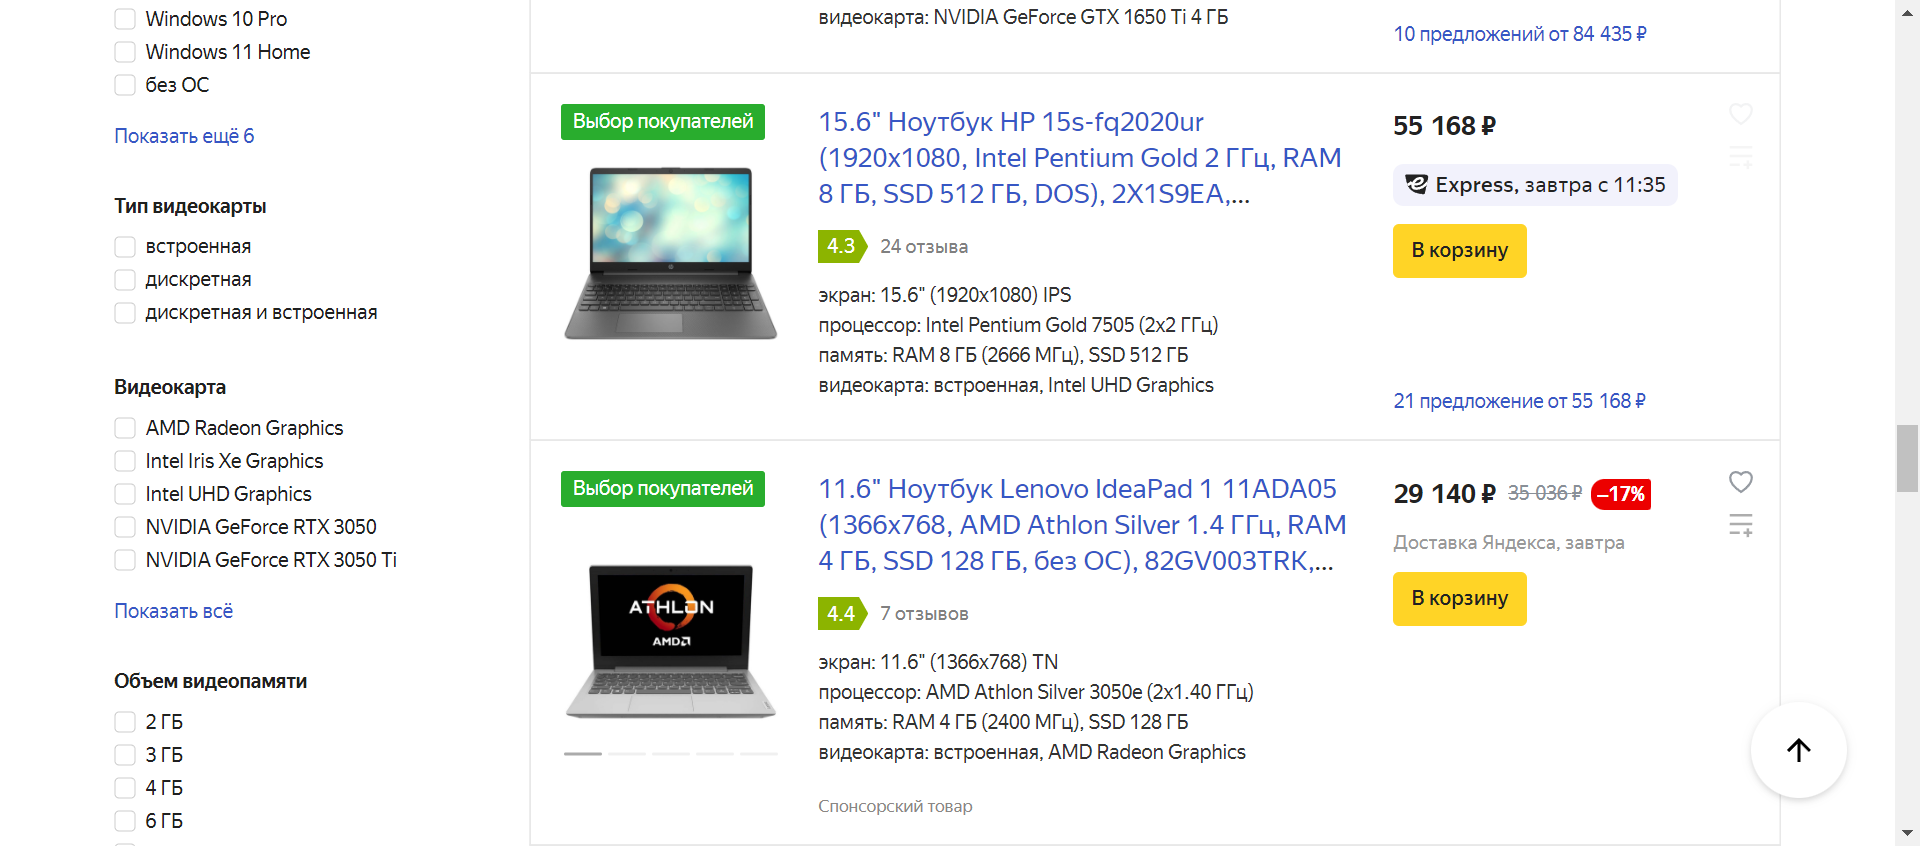 Windows 10 Pro
Windows 11 Home
без ОС
Показать ещё 6
Тип видеокарты
встроенная
дискретная
дискретная и встроенная
Видеокарта
AMD Radeon Graphics
Intel Iris Xe Graphics
Intel UHD Graphics
NVIDIA GeForce RTX 3050
NVIDIA GeForce RTX 3050 Ti
Показать всё
Объем видеопамяти
2 ГБ
3 ГБ
4 ГБ
6 ГБ
видеокарта: NVIDIA GeForce GTX 1650 Ti 4 ГБ
10 предложений от 84 435 ₽
Выбор покупателей
15.6" Ноутбук HP 15s-fq2020ur
(1920x1080, Intel Pentium Gold 2 ГГц, RAM
8 ГБ, SSD 512 ГБ, DOS), 2X1S9EA,...
4.3 24 отзыва
экран: 15.6" (1920x1080) IPS
процессор: Intel Pentium Gold 7505 (2x2 ГГц)
память: RAM 8 ГБ (2666 МГц), SSD 512 ГБ
видеокарта: встроенная, Intel UHD Graphics
55 168 ₽
Express, завтра с 11:35
В корзину
21 предложение от 55 168 ₽
Выбор покупателей
ATHLON
AMD
11.6" Ноутбук Lenovo IdeaPad 1 11ADA05
(1366x768, AMD Athlon Silver 1.4 ГГц, RAM
4 ГБ, SSD 128 ГБ, без ОС), 82GV003TRK,...
4.4 7 отзывов
экран: 11.6" (1366x768) TN
процессор: AMD Athlon Silver 3050e (2x1.40 ГГц)
память: RAM 4 ГБ (2400 МГц), SSD 128 ГБ
видеокарта: встроенная, AMD Radeon Graphics
Спонсорский товар
29 140 ₽ 35 036 ₽ –17%
Доставка Яндекса, завтра
В корзину